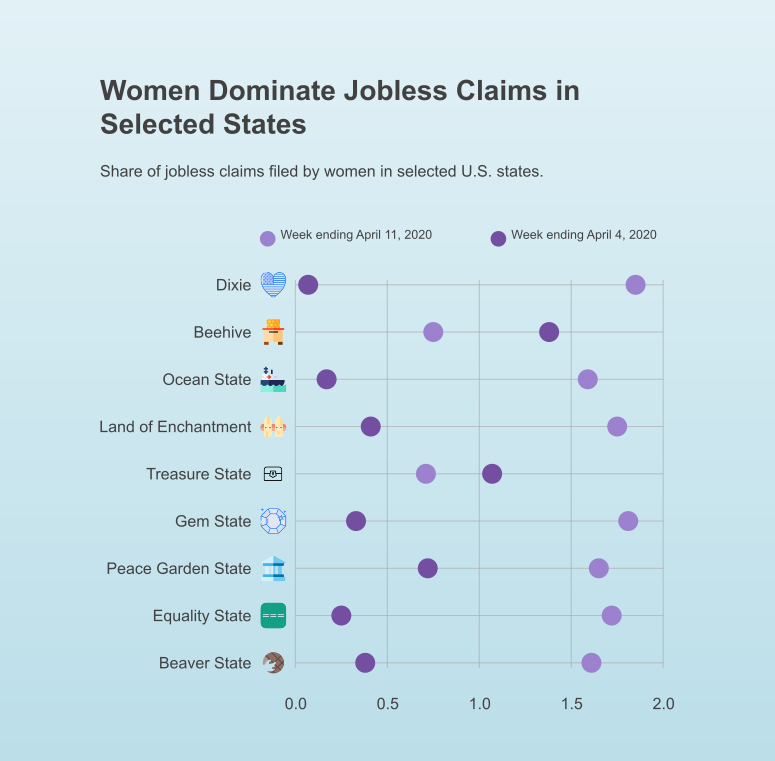 Women Dominate Jobless Claims in
Selected States
Share of jobless claims filed by women in selected U.S. states.
Week ending April 11, 2020
Week ending April 4, 2020
Dixie
Beehive
Ocean State
Land of Enchantment
Treasure State
Gem State
Peace Garden State
Equality State
===
Beaver State
0.0 0.5 1.0 1.5 2.0